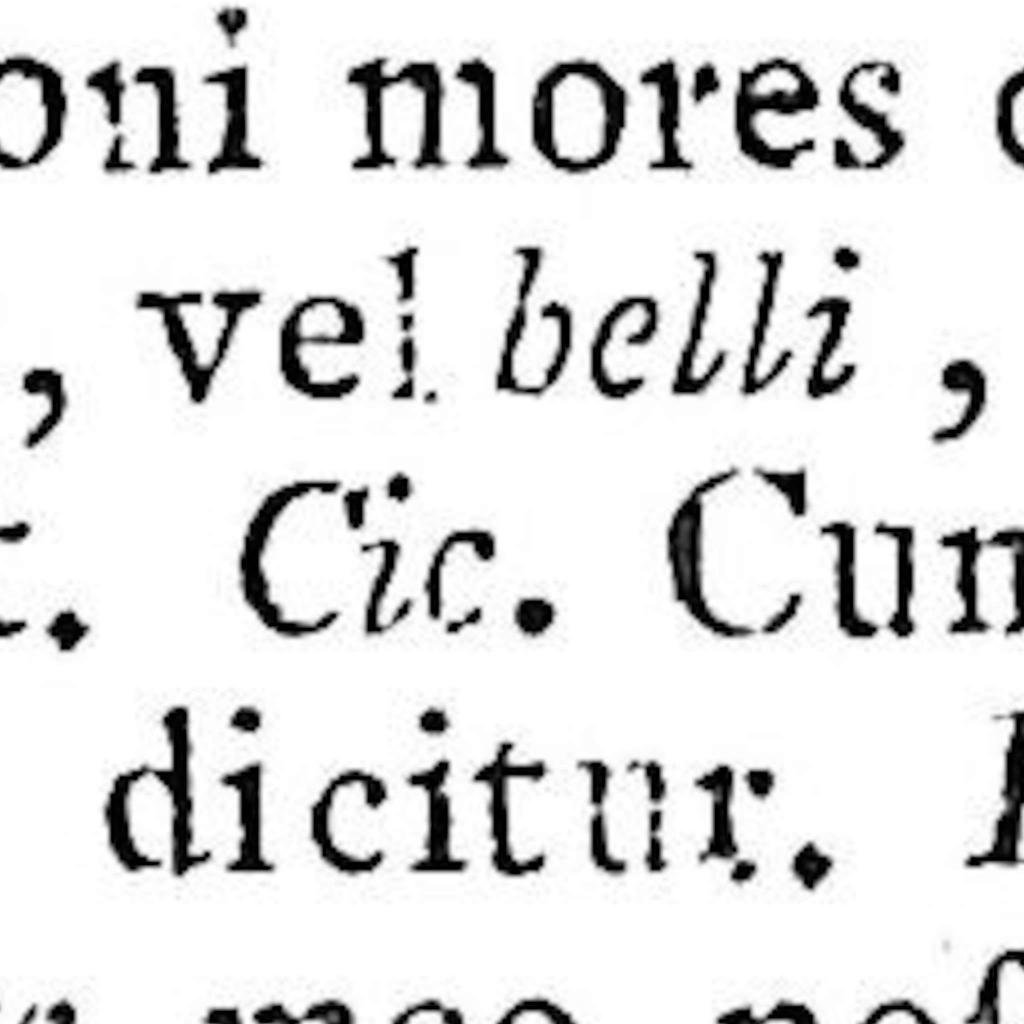 oni mores
, vel belli ,
. Cic. Cum
dicitur.